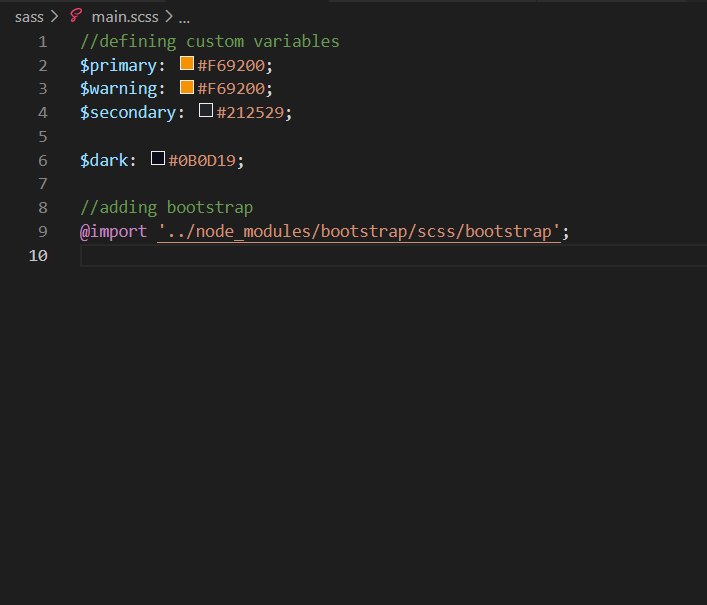 sass > main.scss > ...
1 //defining custom variables
2 $primary: #F69200;
3 $warning: #F69200;
4 $secondary: #212529;
5
6 $dark: #0B0D19;
7
8 //adding bootstrap
9 @import '../node_modules/bootstrap/scss/bootstrap';
10